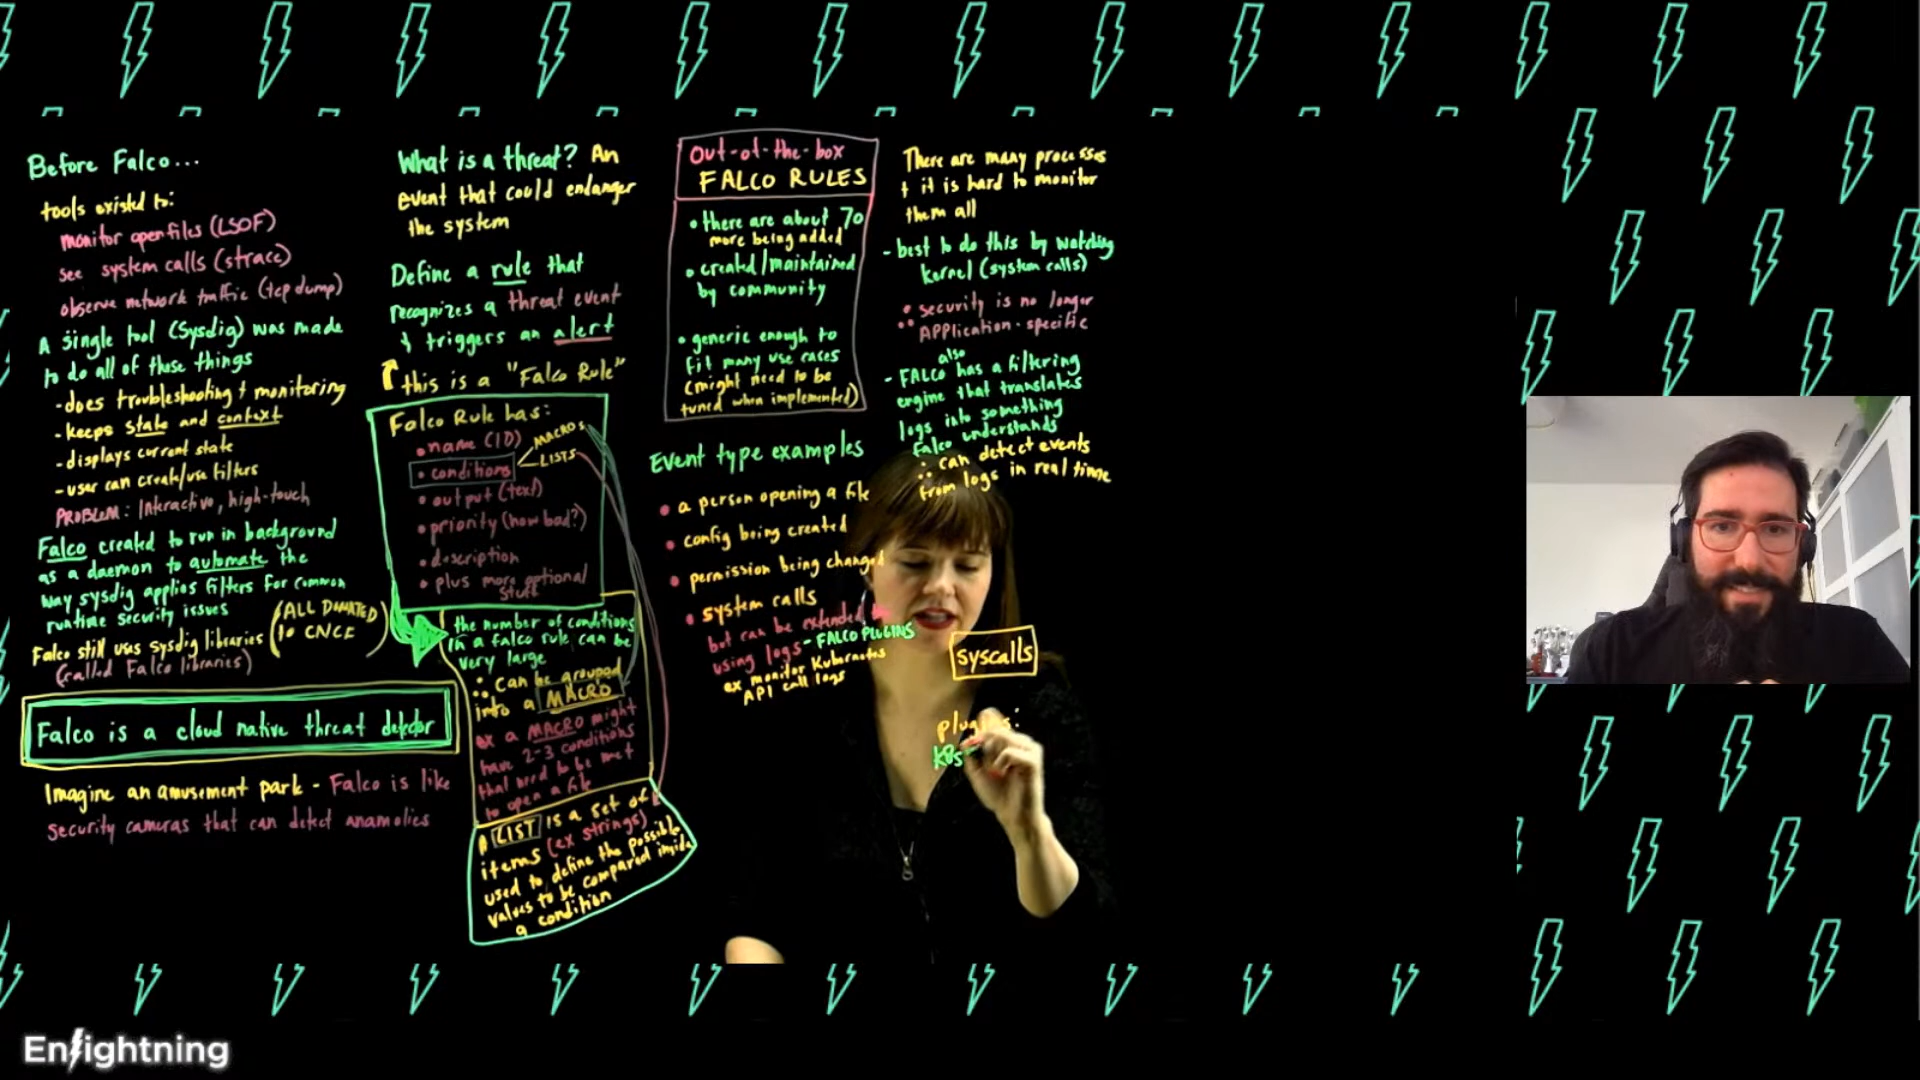 Before Falco...
tools existed to:
monitor open files (LSOF)
see system calls (strace)
observe network traffic (tcp dump)
A single tool (Sysdig) was made
to do all of these things
- does troubleshooting + monitoring
- keeps state and context
- displays current state
- user can create/use filters
PROBLEM: Interactive, high-touch
Falco created to run in background
as a daemon to automate the
way sysdig applies filters for common
runtime security issues
(ALL DONATED
to CNCF)
Falco still uses sysdig libraries
(called Falco libraries)
Falco is a cloud native threat detector
Imagine an amusement park - Falco is like
security cameras that can detect anamolies
What is a threat? An
event that could endanger
the system
Define a rule that
recognizes a threat event
+ triggers an alert
this is a "Falco Rule"
Falco Rule has:
• name (ID)
• conditions
MACROs
LISTS
• output (text)
• priority (how bad?)
• description
• plus more optional
stuff
the number of conditions
in a falco rule can be
very large
∴ can be grouped
into a MACRO
ex a MACRO might
have 2-3 conditions
that need to be met
to open a file
A LIST is a set of
items (ex strings)
used to define the possible
values to be compared inside
a condition
Out-of-the-box
FALCO RULES
• there are about 70
more being added
• created/maintained
by community
• generic enough to
fit many use cases
(might need to be
tuned when implemented)
Event type examples
• a person opening a file
• config being created
• permission being changed
• system calls
but can be extended to
using logs - FALCO PLUGINS
ex monitor Kubernetes
API call logs
There are many processes
+ it is hard to monitor
them all
- best to do this by watching
kernel (system calls)
∴ security is no longer
APPlication-specific
also
- FALCO has a filtering
engine that translates
logs into something
Falco understands
∴ can detect events
from logs in real time
syscalls
k8s
Enlightning